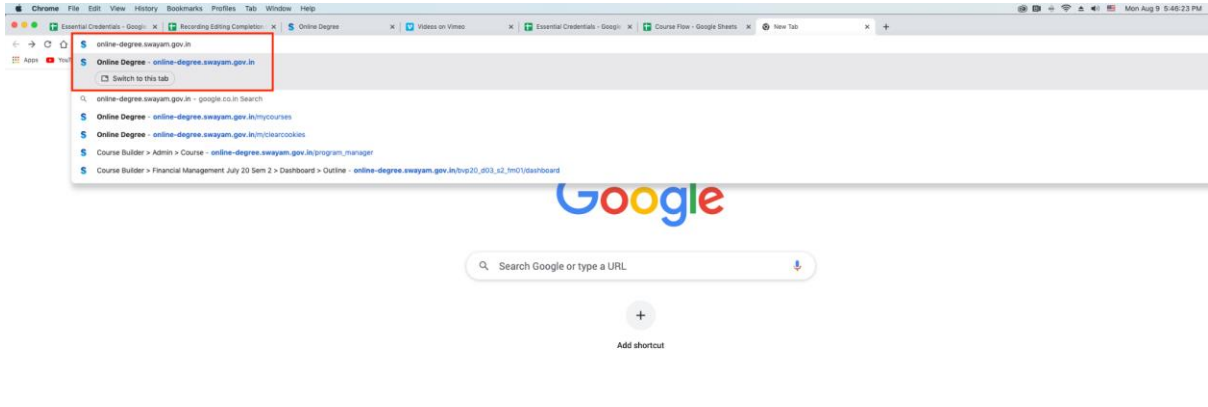 Chrome File Edit View History Bookmarks Profiles Tab Window Help Mon Aug 9 5:46:23 PM
Essential Credentials - Googl Recording Editing Completion Online Degree Videos on Vimeo Essential Credentials - Googl Course Flow - Google Sheets New Tab
online-degree.swayam.gov.in
Apps You
Online Degree - online-degree.swayam.gov.in
Switch to this tab
online-degree.swayam.gov.in - google.co.in Search
Online Degree - online-degree.swayam.gov.in/mycourses
Online Degree - online-degree.swayam.gov.in/m/clearcookies
Course Builder > Admin > Course - online-degree.swayam.gov.in/program_manager
Course Builder > Financial Management July 20 Sem 2 > Dashboard > Outline - online-degree.swayam.gov.in/bvp20_d03_s2_fm01/dashboard
Google
Search Google or type a URL
Add shortcut